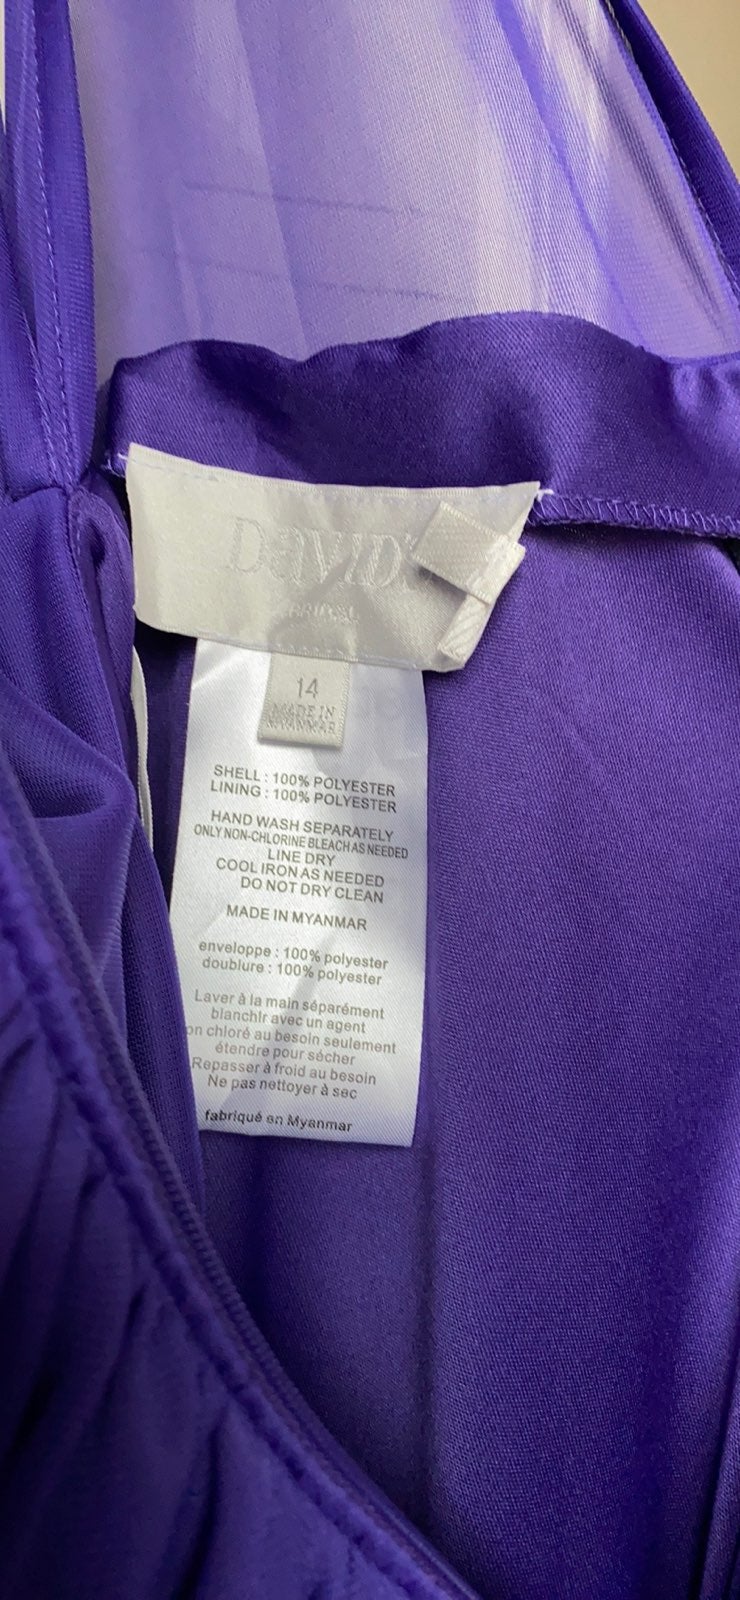 DAVID'S
BRIDAL
14
MADE IN
MYANMAR
SHELL : 100% POLYESTER
LINING : 100% POLYESTER
HAND WASH SEPARATELY
ONLY NON-CHLORINE BLEACH AS NEEDED
LINE DRY
COOL IRON AS NEEDED
DO NOT DRY CLEAN
MADE IN MYANMAR
enveloppe : 100% polyester
doublure : 100% polyester
Laver à la main séparément
blanchir avec un agent
on chloré au besoin seulement
étendre pour sécher
Repasser à froid au besoin
Ne pas nettoyer à sec
fabriqué en Myanmar